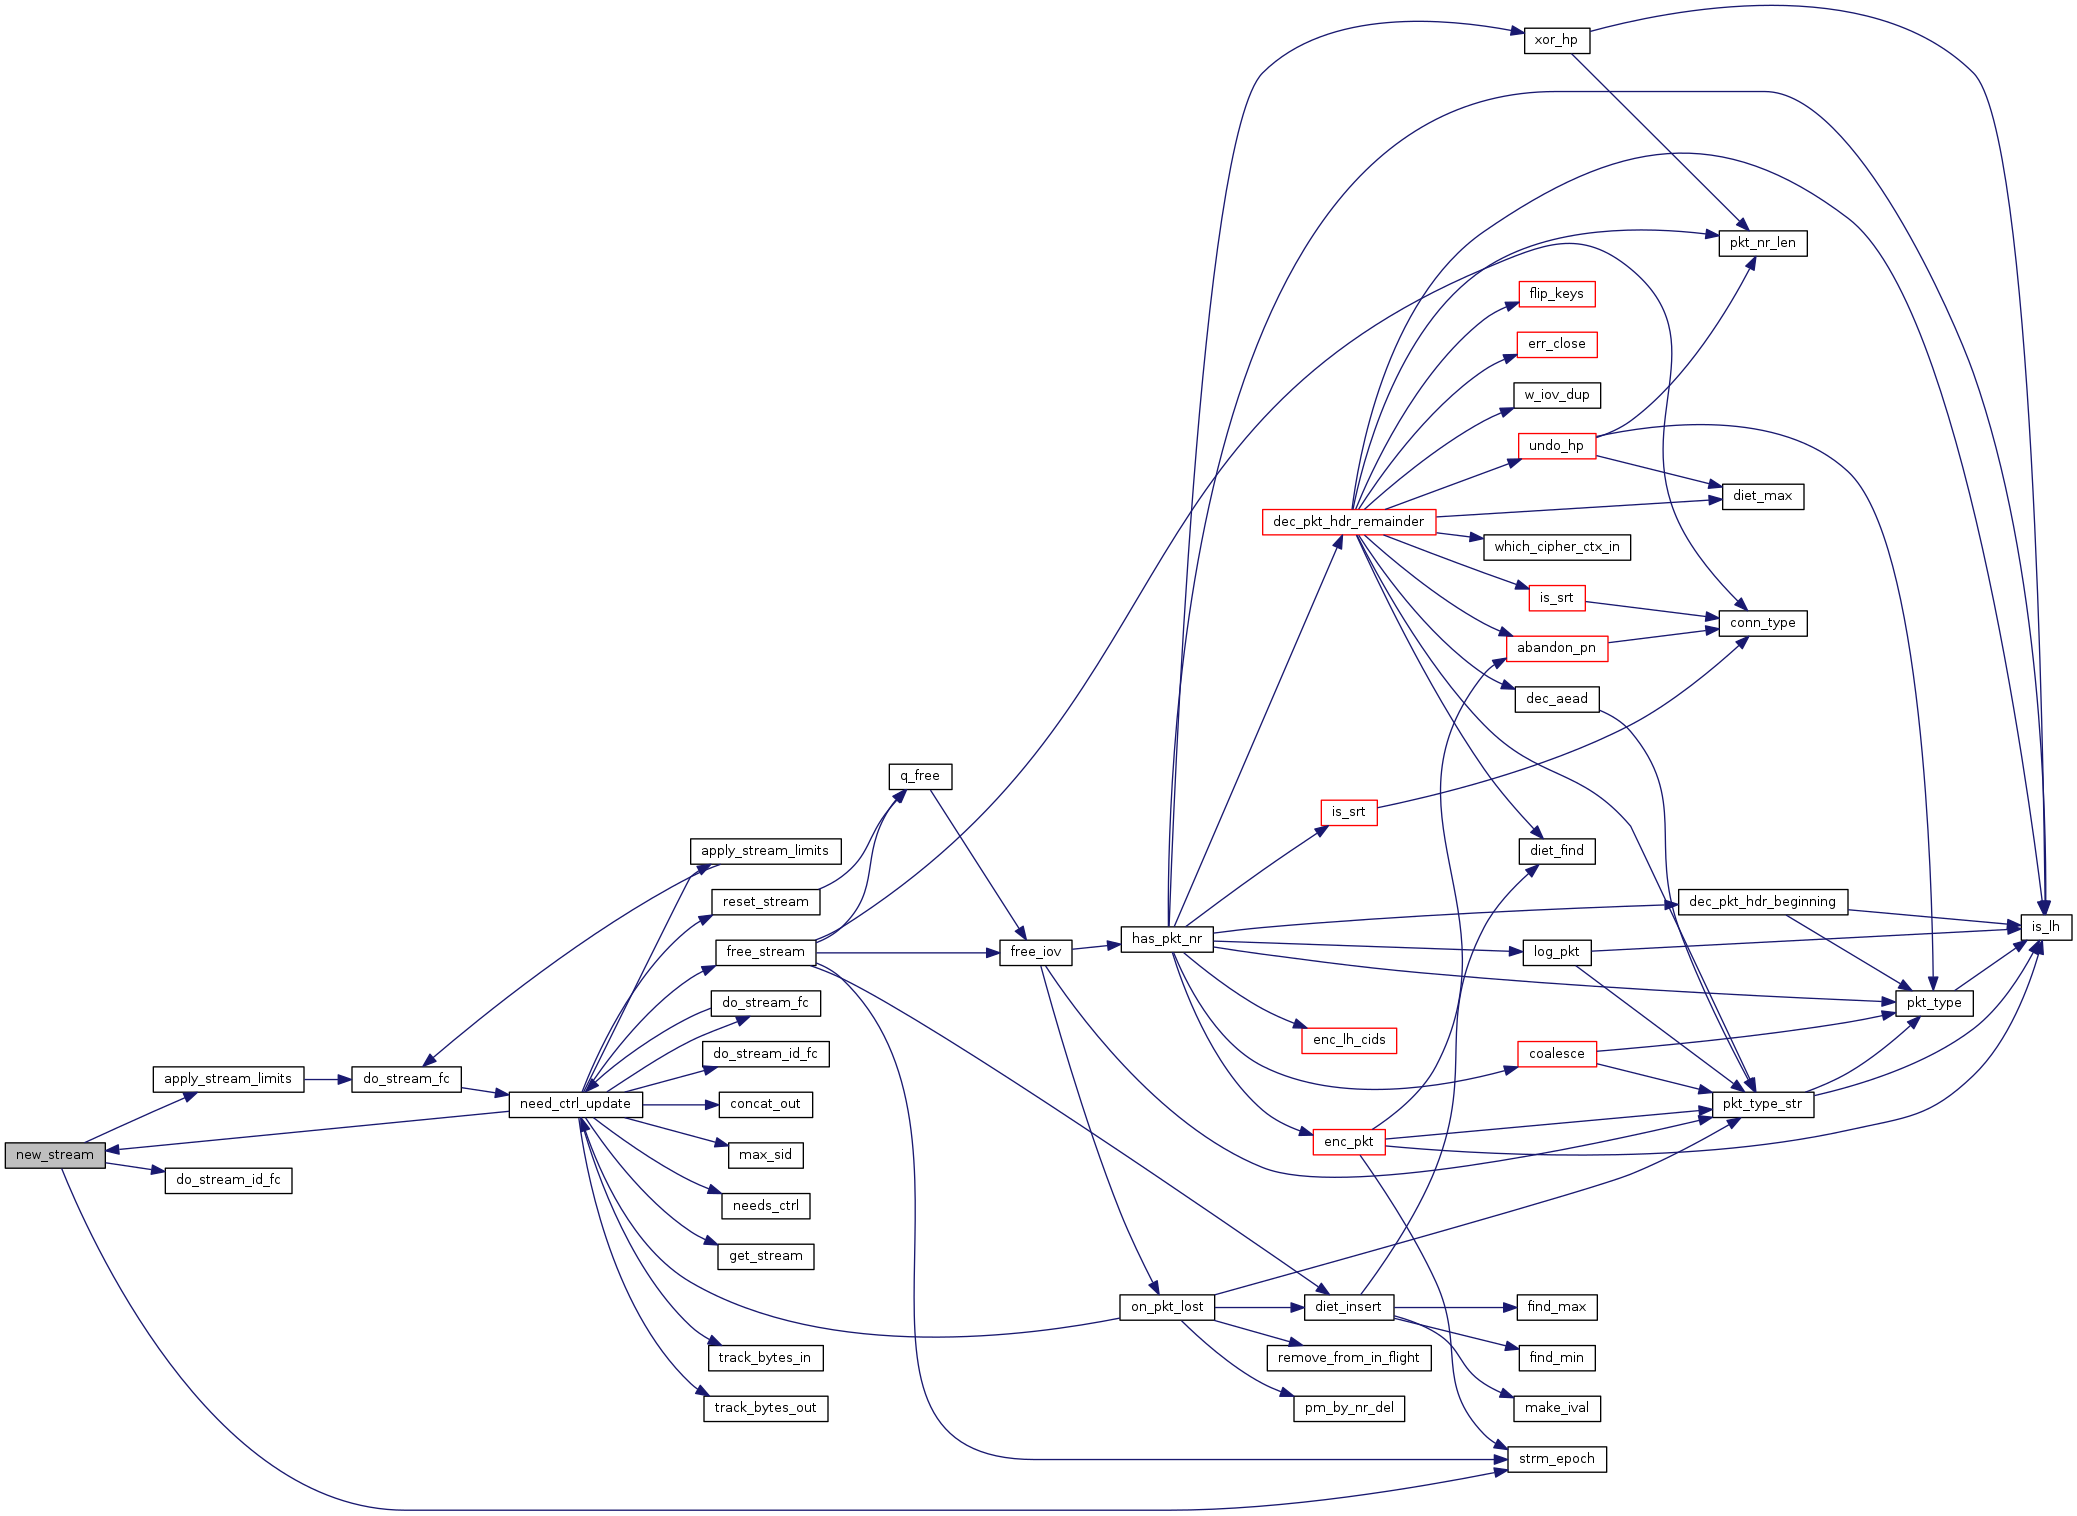 xor_hp
pkt_nr_len
flip_keys
err_close
w_iov_dup
undo_hp
diet_max
dec_pkt_hdr_remainder
which_cipher_ctx_in
is_srt
conn_type
abandon_pn
dec_aead
q_free
is_srt
apply_stream_limits
diet_find
reset_stream
dec_pkt_hdr_beginning
is_lh
has_pkt_nr
free_stream
free_iov
log_pkt
do_stream_fc
pkt_type
enc_lh_cids
do_stream_id_fc
coalesce
apply_stream_limits
do_stream_fc
need_ctrl_update
concat_out
pkt_type_str
enc_pkt
new_stream
max_sid
do_stream_id_fc
needs_ctrl
get_stream
on_pkt_lost
diet_insert
find_max
track_bytes_in
remove_from_in_flight
find_min
track_bytes_out
pm_by_nr_del
make_ival
strm_epoch